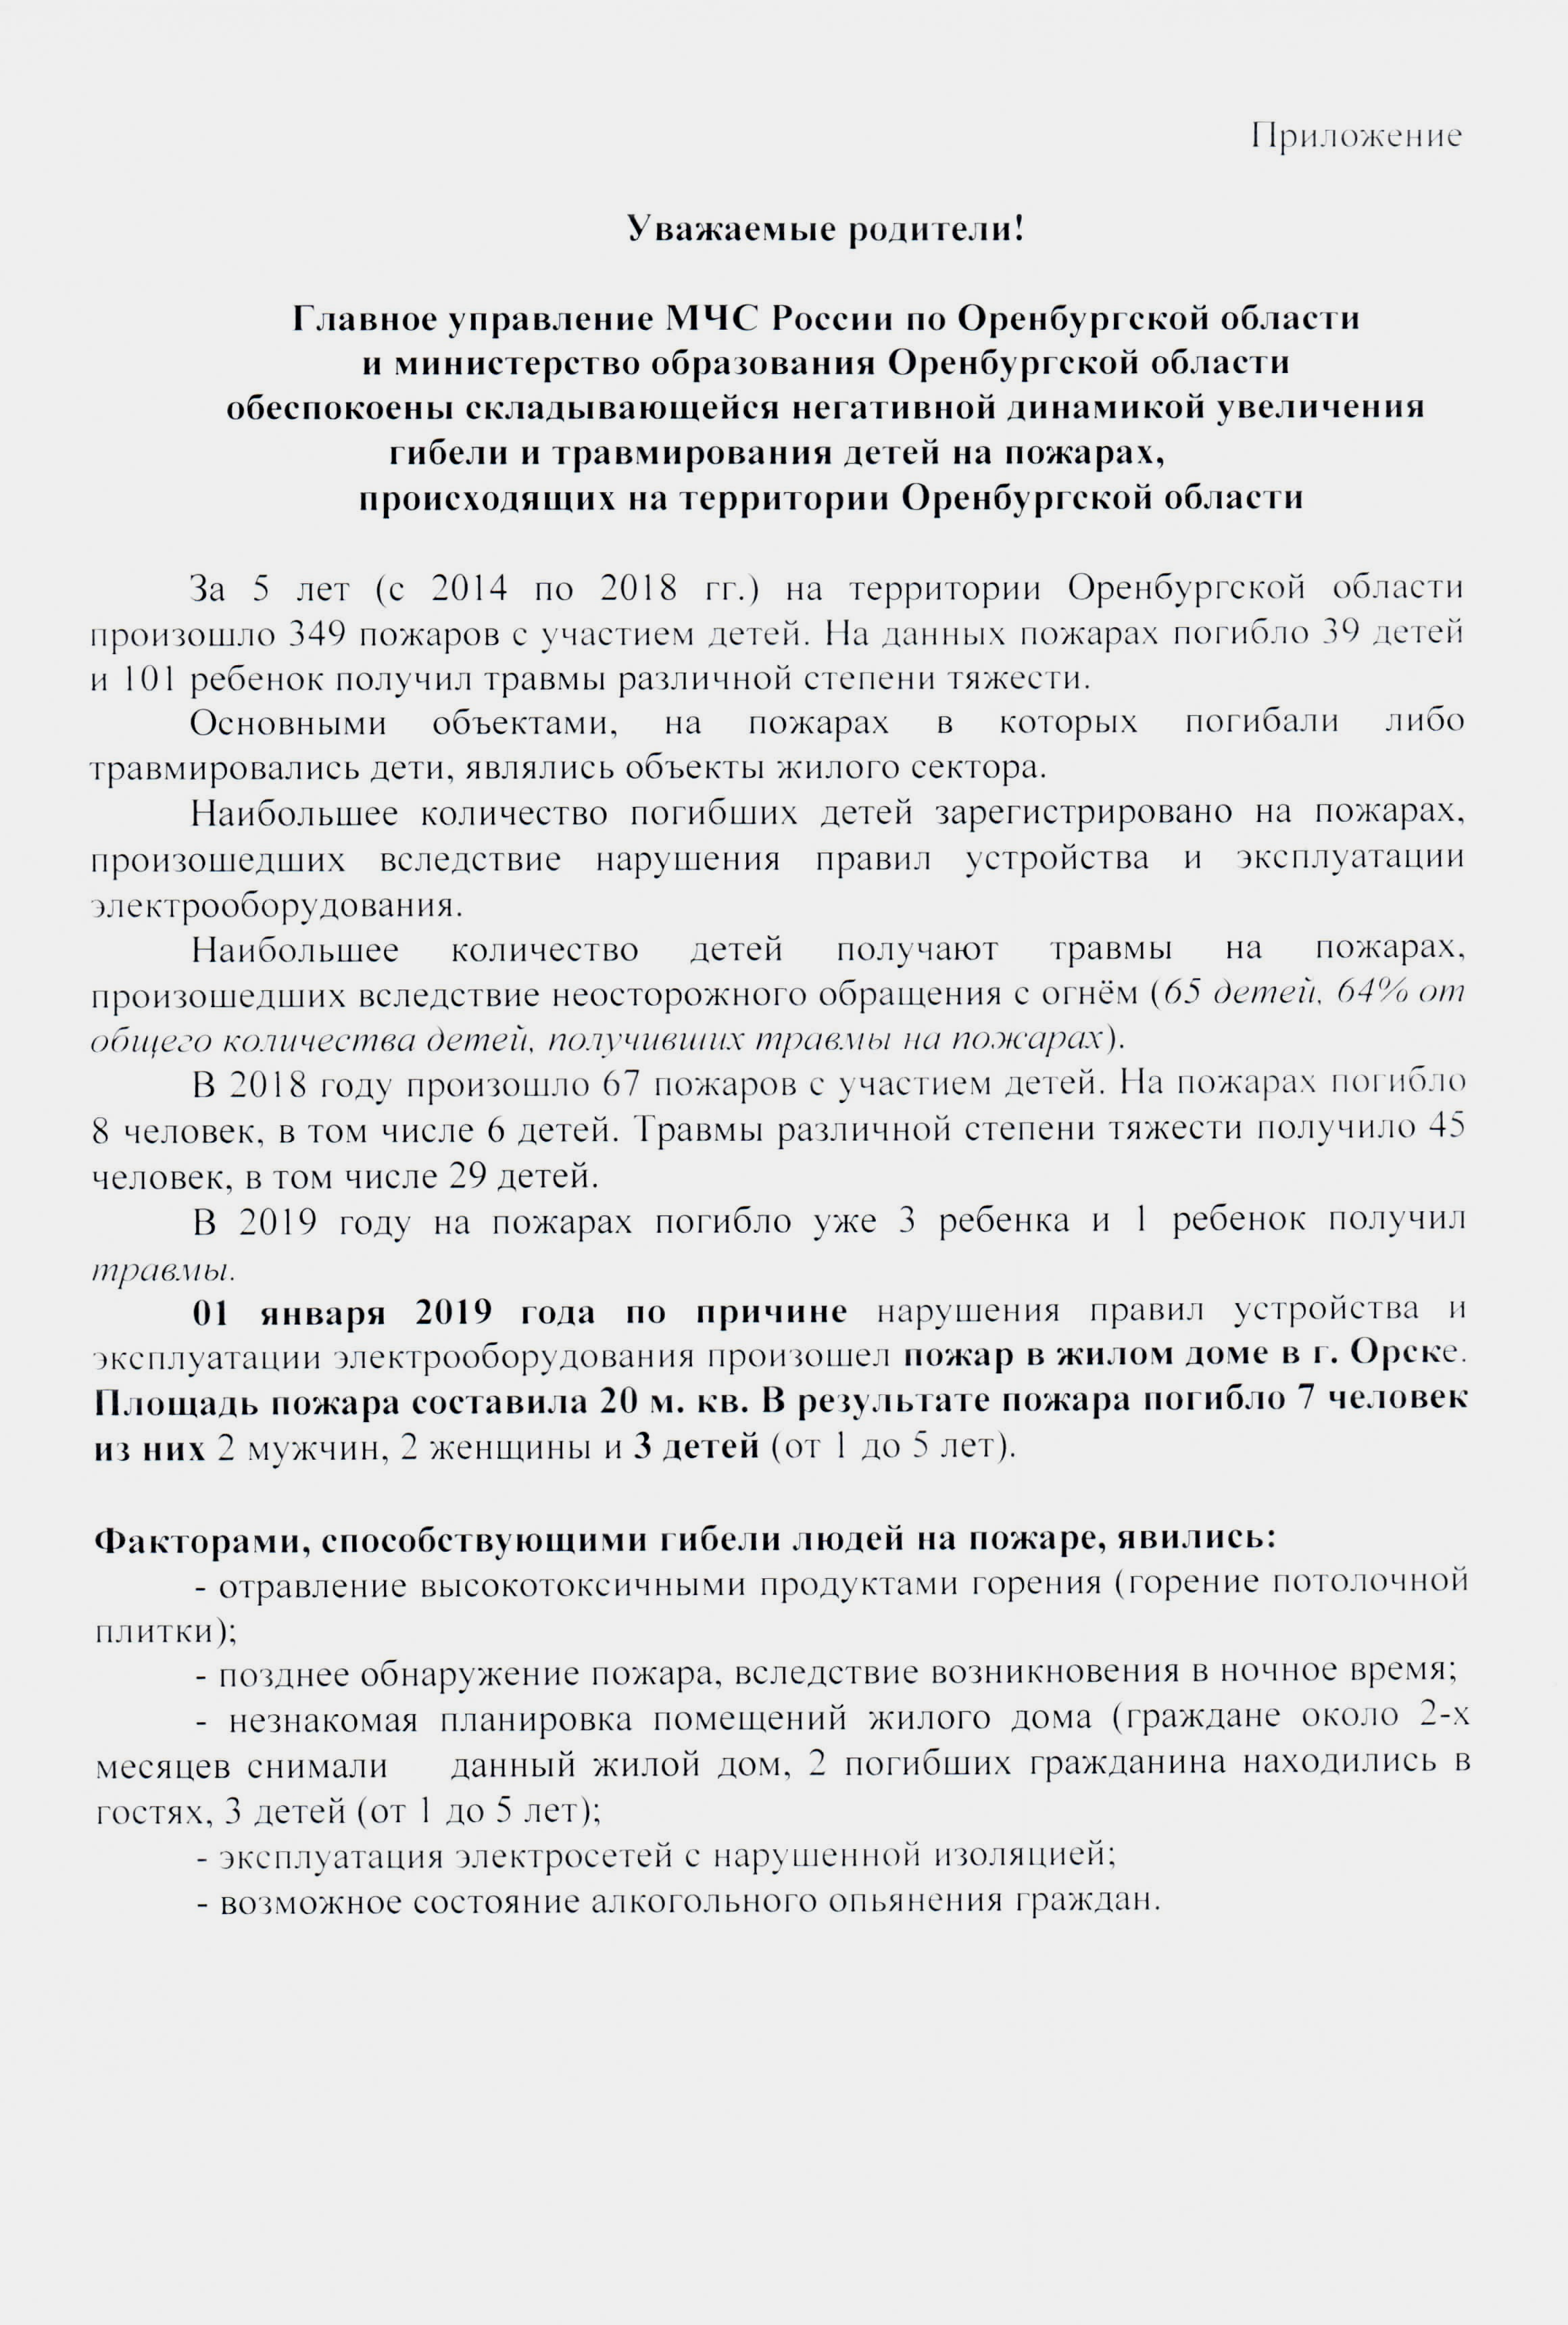 Приложение
Уважаемые родители!
Главное управление МЧС России по Оренбургской области
и министерство образования Оренбургской области
обеспокоены складывающейся негативной динамикой увеличения
гибели и травмирования детей на пожарах,
происходящих на территории Оренбургской области
За 5 лет (с 2014 по 2018 гг.) на территории Оренбургской области
произошло 349 пожаров с участием детей. На данных пожарах погибло 39 детей
и 101 ребенок получил травмы различной степени тяжести.
Основными объектами, на пожарах в которых погибали либо
травмировались дети, являлись объекты жилого сектора.
Наибольшее количество погибших детей зарегистрировано на пожарах,
произошедших вследствие нарушения правил устройства и эксплуатации
электрооборудования.
Наибольшее количество детей получают травмы на пожарах,
произошедших вследствие неосторожного обращения с огнём (65 детей, 64% от
общего количества детей, получивших травмы на пожарах).
В 2018 году произошло 67 пожаров с участием детей. На пожарах погибло
8 человек, в том числе 6 детей. Травмы различной степени тяжести получило 45
человек, в том числе 29 детей.
В 2019 году на пожарах погибло уже 3 ребенка и 1 ребенок получил
травмы.
01 января 2019 года по причине нарушения правил устройства и
эксплуатации электрооборудования произошел пожар в жилом доме в г. Орске.
Площадь пожара составила 20 м. кв. В результате пожара погибло 7 человек
из них 2 мужчин, 2 женщины и 3 детей (от 1 до 5 лет).
Факторами, способствующими гибели людей на пожаре, явились:
- отравление высокотоксичными продуктами горения (горение потолочной
плитки);
- позднее обнаружение пожара, вследствие возникновения в ночное время;
- незнакомая планировка помещений жилого дома (граждане около 2-х
месяцев снимали данный жилой дом, 2 погибших гражданина находились в
гостях, 3 детей (от 1 до 5 лет);
- эксплуатация электросетей с нарушенной изоляцией;
- возможное состояние алкогольного опьянения граждан.